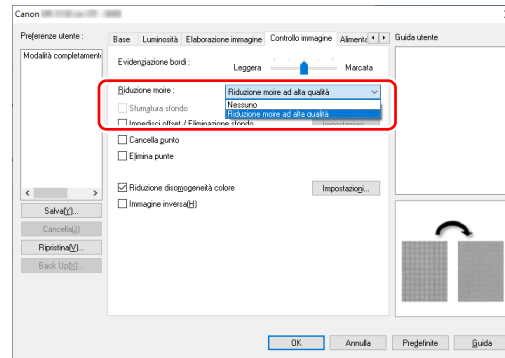 Canon
Preferenze utente :
Modalità completamente
Salva(Y)...
Cancella(J)
Ripristina(V)...
Base Luminosità Elaborazione immagine Controllo immagine Alimenta
Evidenziazione bordi :
Leggera Marcata
Riduzione moire :
Riduzione moire ad alta qualità
Nessuno
Riduzione moire ad alta qualità
Sfumatura sfondo
Impedisci offset / Eliminazione sfondo Impostazioni...
Cancella punto
Elimina punte
Riduzione disomogeneità colore Impostazioni...
Immagine inversa(H)
Guida utente
OK Annulla Predefinite Guida